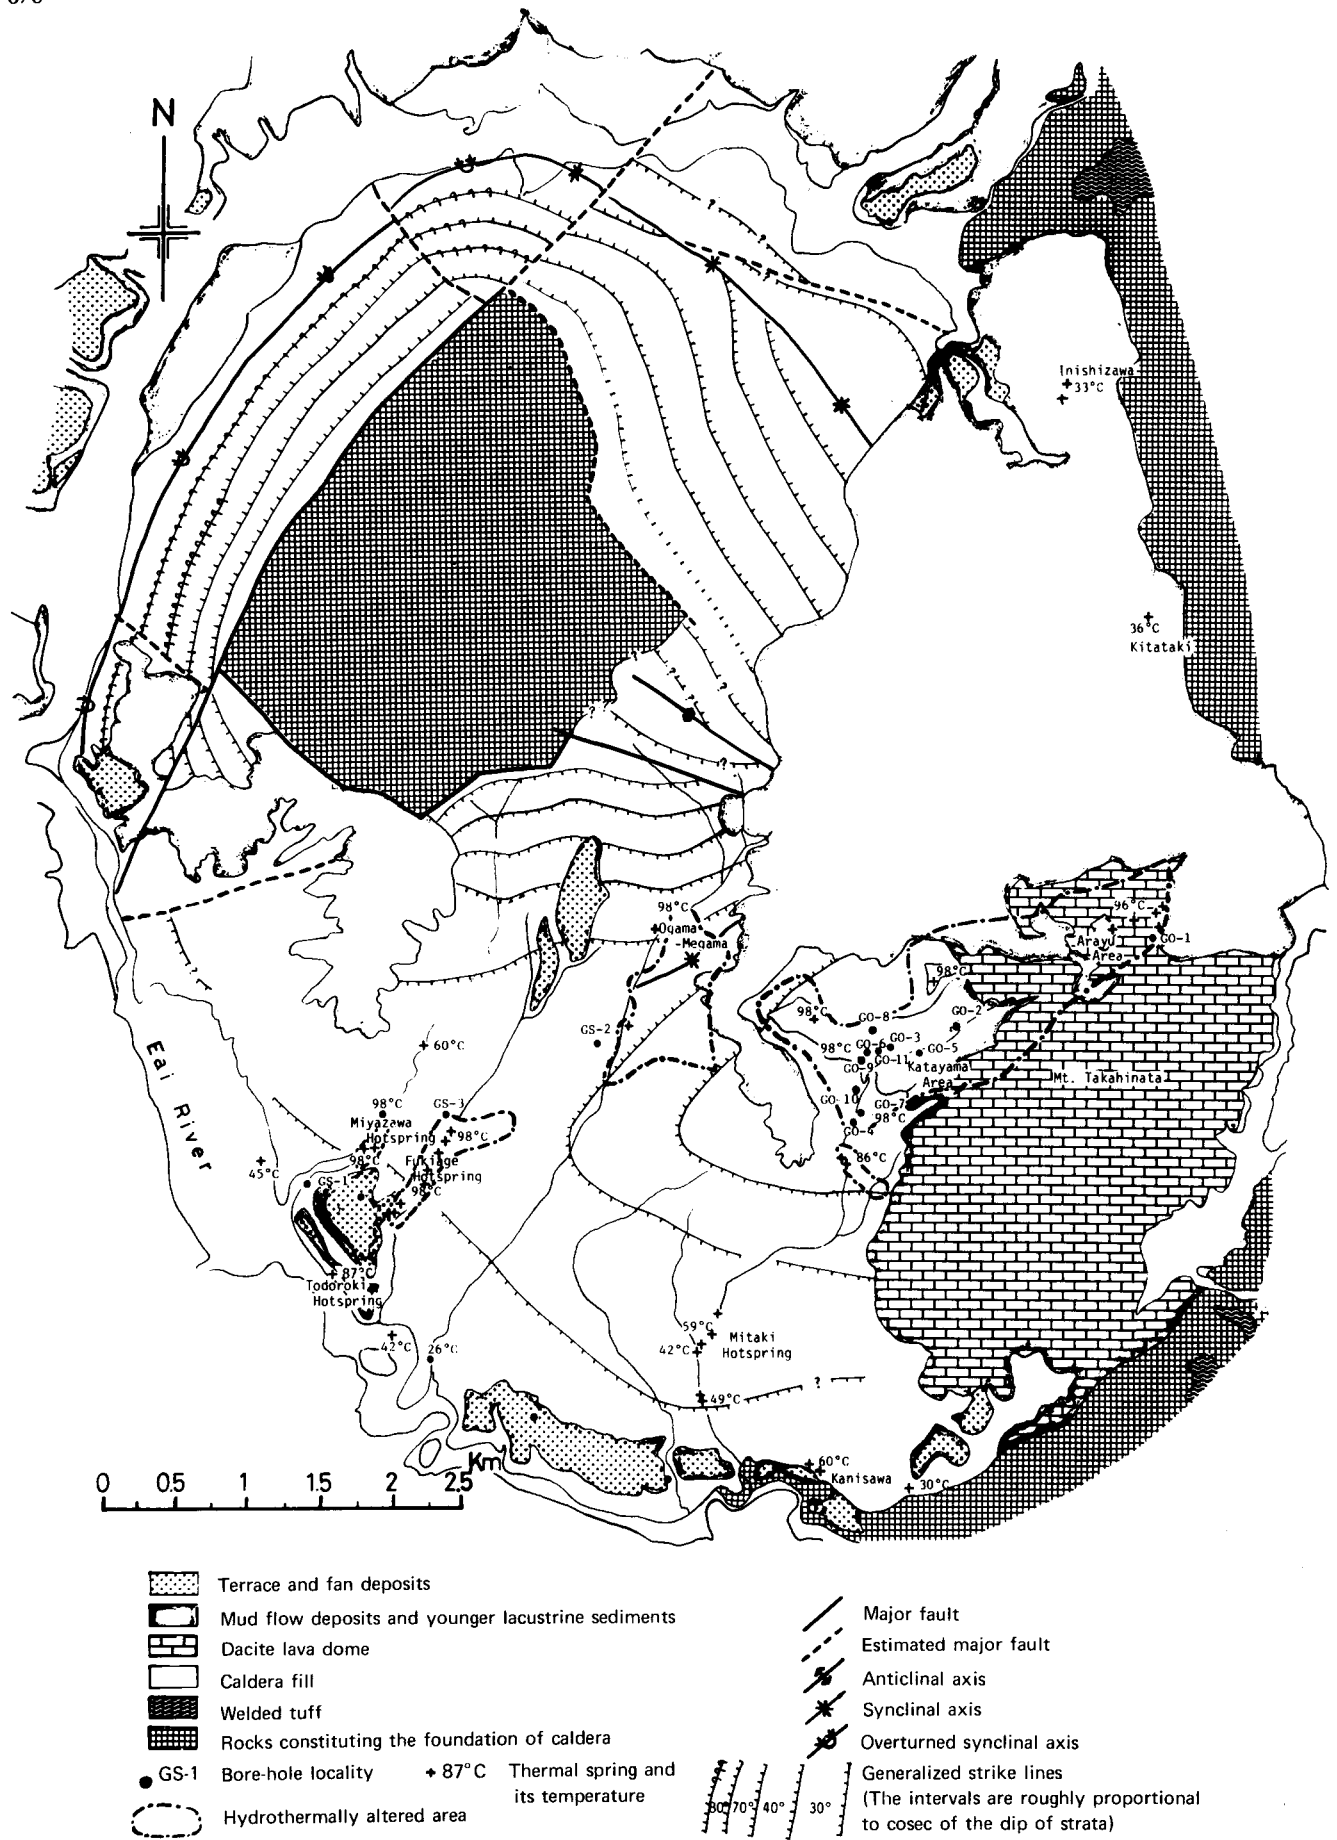 N
Inishizawa
33°C
36°C
Kitataki
98°C
Ogama
-Megama
96°C
Arayu
Area
GO-1
98°C
98°C
GO-8
GO-2
GS-2
98°C
GO-6
GO-3
GO-11
GO-5
GO-9
Katayama
Area
Mt. Takahinata
60°C
GO-10
GO-7
98°C
GO-4
86°C
Eai River
98°C
GS-3
Miyazawa
Hotspring
98°C
98°C
Fukiage
Hotspring
98°C
45°C
GS-1
87°C
Todoroki
Hotspring
42°C
26°C
59°C
42°C
Mitaki
Hotspring
49°C
?
60°C
Kanisawa
30°C
Km
0 05 1 1.5 2 2.5
Terrace and fan deposits
Mud flow deposits and younger lacustrine sediments
Dacite lava dome
Caldera fill
Welded tuff
Rocks constituting the foundation of caldera
GS-1 Bore-hole locality
87°C Thermal spring and
its temperature
Hydrothermally altered area
Major fault
Estimated major fault
Anticlinal axis
Synclinal axis
Overturned synclinal axis
80° 70° 40° 30°
Generalized strike lines
(The intervals are roughly proportional
to cosec of the dip of strata)